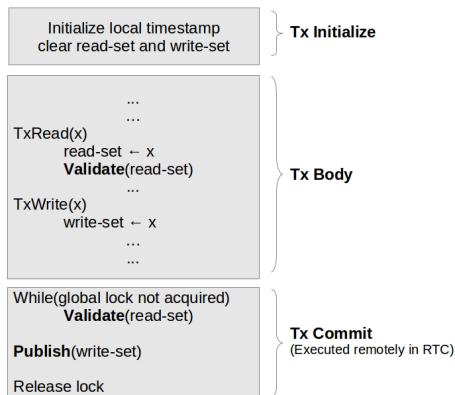 Initialize local timestamp
clear read-set and write-set
Tx Initialize
...
...
TxRead(x)
read-set ← x
Validate(read-set)
...
TxWrite(x)
write-set ← x
...
...
Tx Body
While(global lock not acquired)
Validate(read-set)
Publish(write-set)
Release lock
Tx Commit
(Executed remotely in RTC)